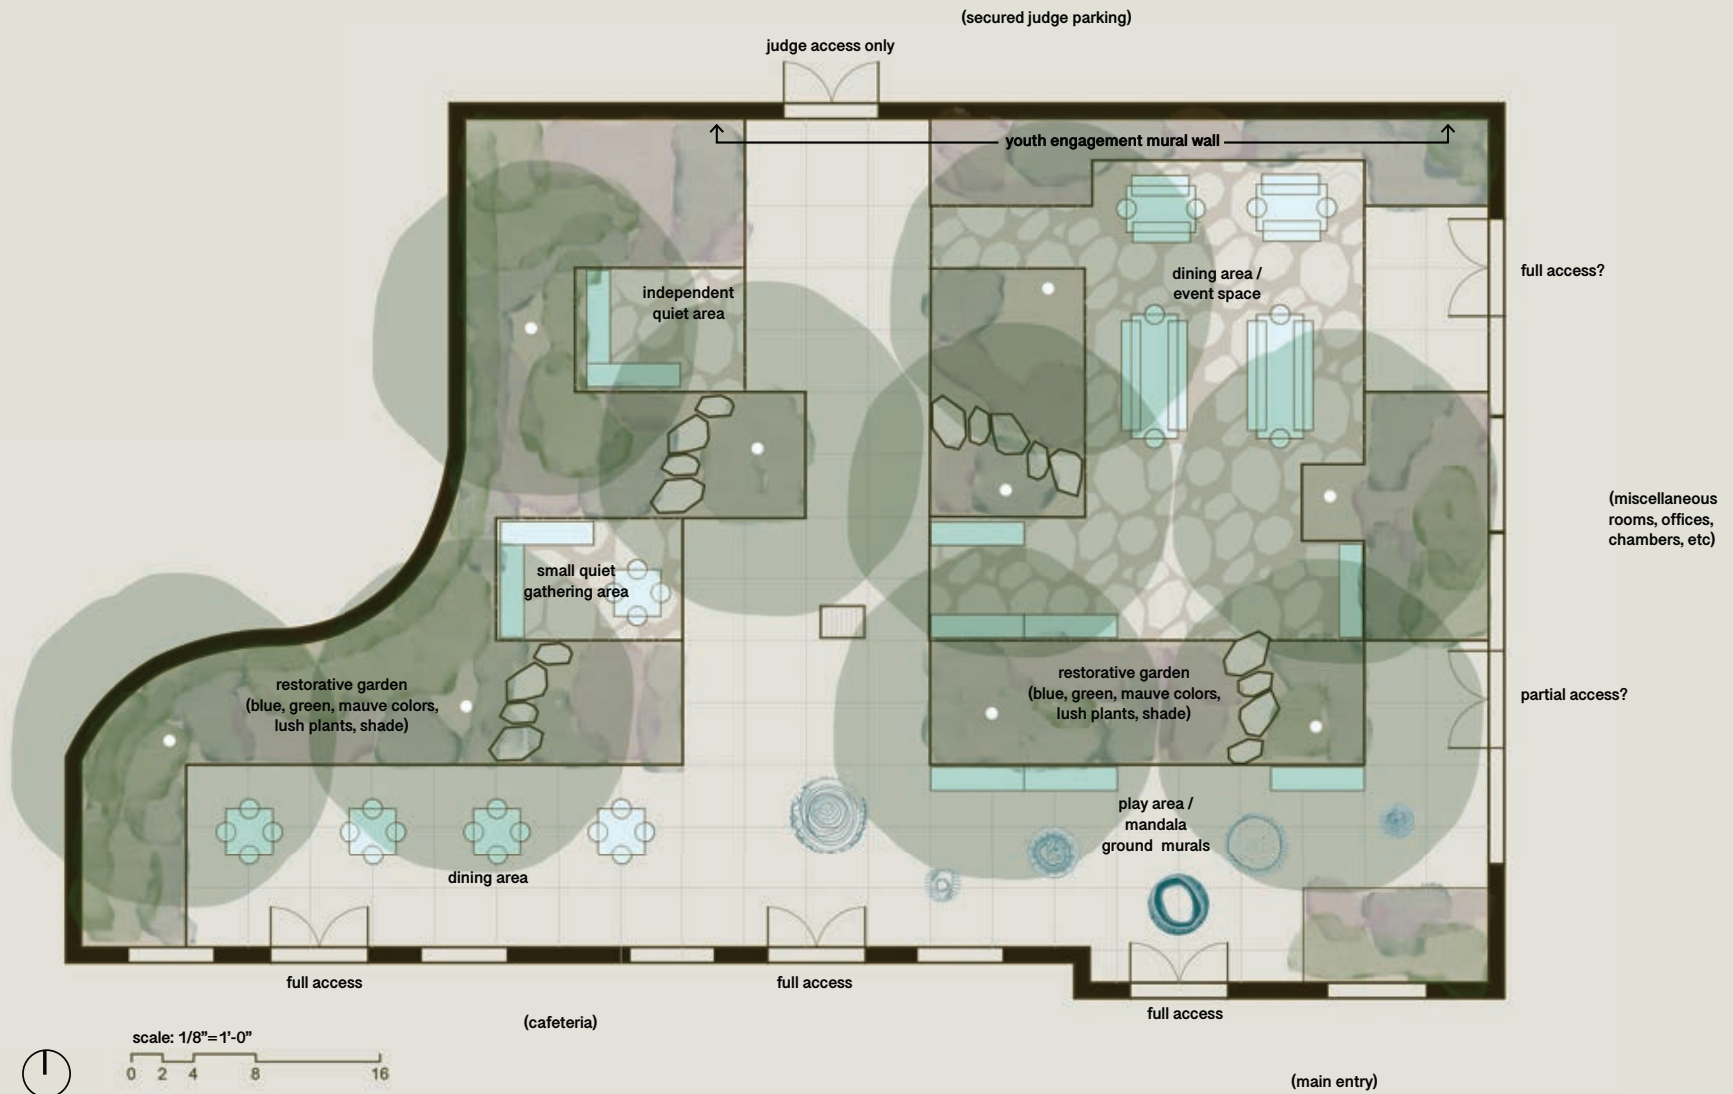 (secured judge parking)
judge access only
youth engagement mural wall
independent
quiet area
dining area /
event space
full access?
(miscellaneous
rooms, offices,
chambers, etc)
small quiet
gathering area
restorative garden
(blue, green, mauve colors,
lush plants, shade)
restorative garden
(blue, green, mauve colors,
lush plants, shade)
partial access?
play area /
mandala
ground murals
dining area
full access
full access
full access
(cafeteria)
scale: 1/8”=1’-0”
0 2 4 8 16
(main entry)